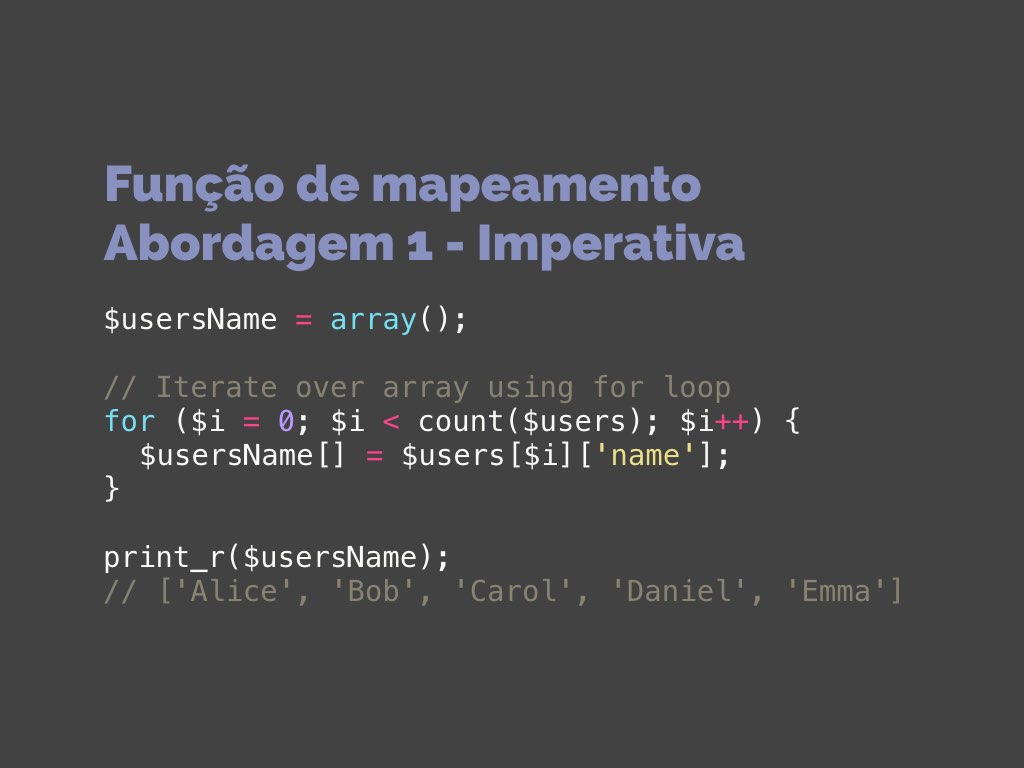 Função de mapeamento
Abordagem 1 - Imperativa
$usersName = array();
// Iterate over array using for loop
for ($i = 0; $i < count($users); $i++) {
  $usersName[] = $users[$i]['name'];
}
print_r($usersName);
// ['Alice', 'Bob', 'Carol', 'Daniel', 'Emma']